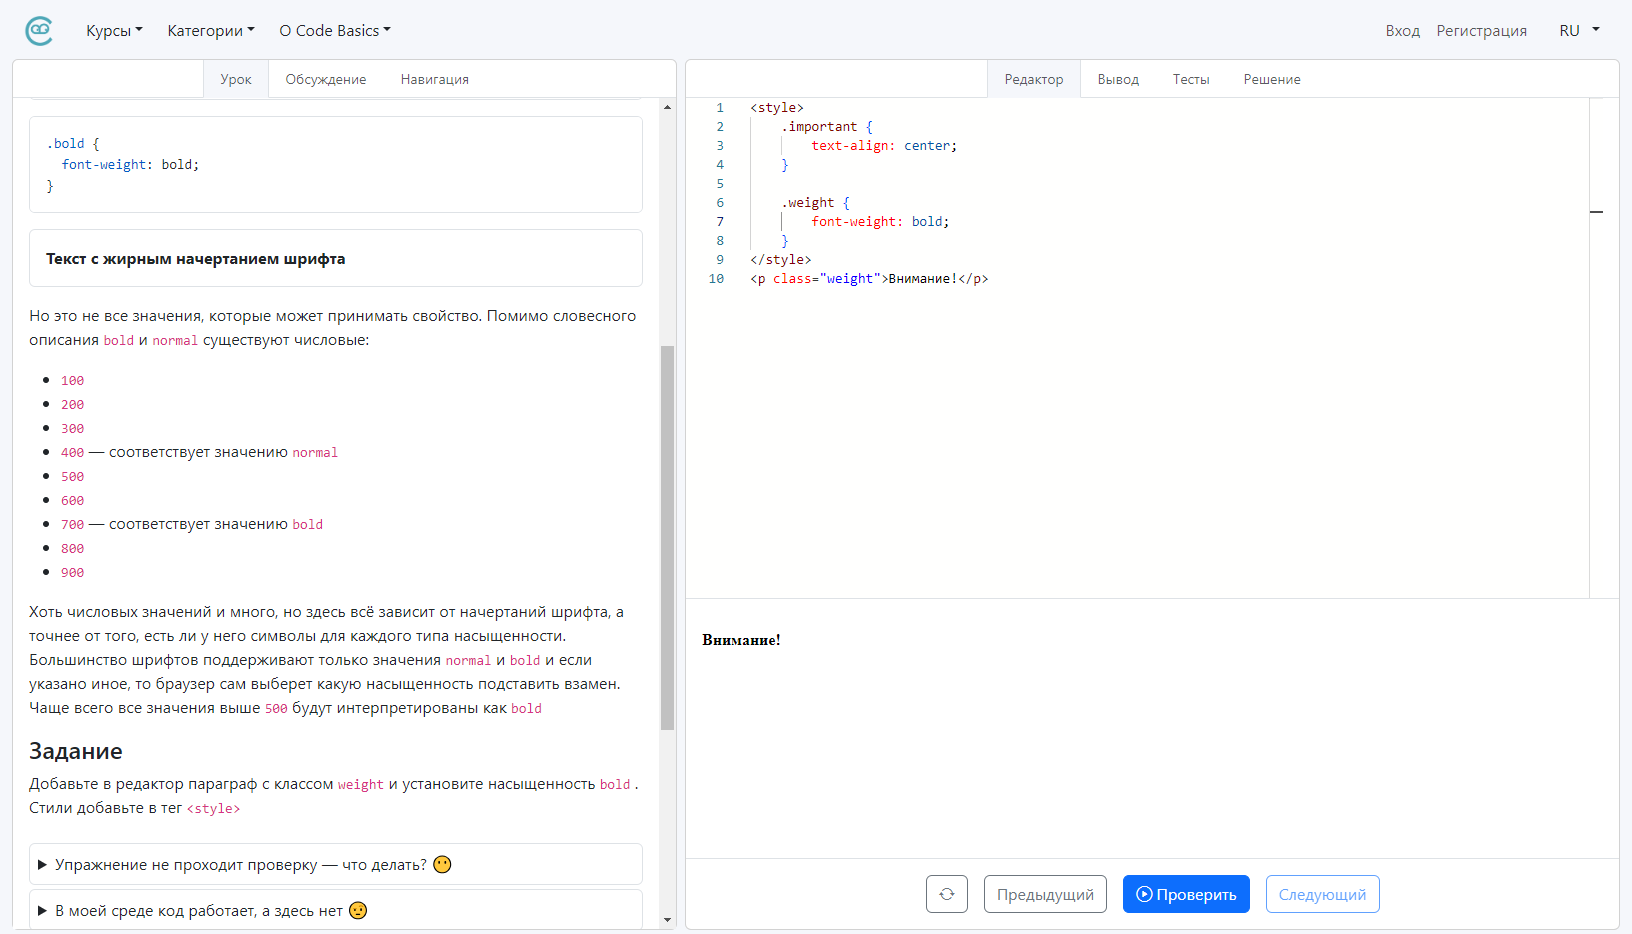 Курсы Категории О Code Basics Вход Регистрация RU
Урок Обсуждение Навигация
.bold {
font-weight: bold;
}
Текст с жирным начертанием шрифта
Но это не все значения, которые может принимать свойство. Помимо словесного
описания bold и normal существуют числовые:
100
200
300
400 — соответствует значению normal
500
600
700 — соответствует значению bold
800
900
Хоть числовых значений и много, но здесь всё зависит от начертаний шрифта, а
точнее от того, есть ли у него символы для каждого типа насыщенности.
Большинство шрифтов поддерживают только значения normal и bold и если
указано иное, то браузер сам выберет какую насыщенность подставить взамен.
Чаще всего все значения выше 500 будут интерпретированы как bold
Задание
Добавьте в редактор параграф с классом weight и установите насыщенность bold .
Стили добавьте в тег <style>
Упражнение не проходит проверку — что делать? 😶
В моей среде код работает, а здесь нет 🤨
Редактор Вывод Тесты Решение
1 <style>
2 .important {
3 text-align: center;
4 }
5
6 .weight {
7 font-weight: bold;
8 }
9 </style>
10 <p class="weight">Внимание!</p>
Внимание!
Предыдущий Проверить Следующий